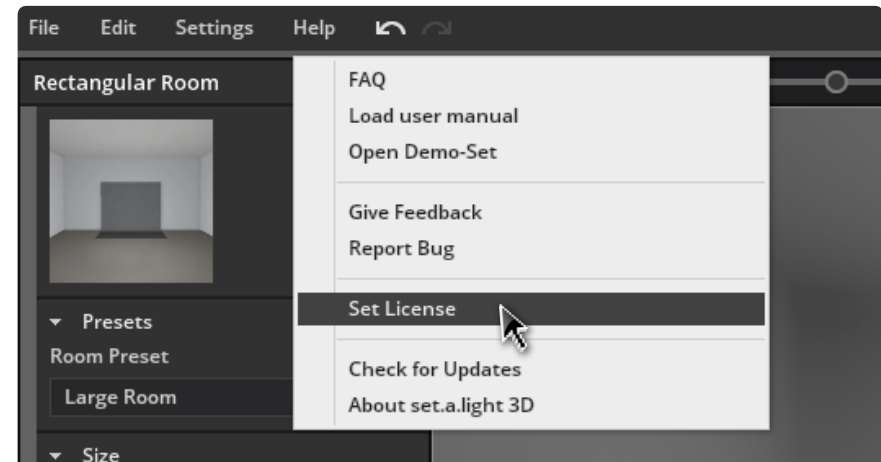 File Edit Settings Help
Rectangular Room
FAQ
Load user manual
Open Demo-Set
Give Feedback
Report Bug
Set License
Check for Updates
About set.a.light 3D
Presets
Room Preset
Large Room
Size